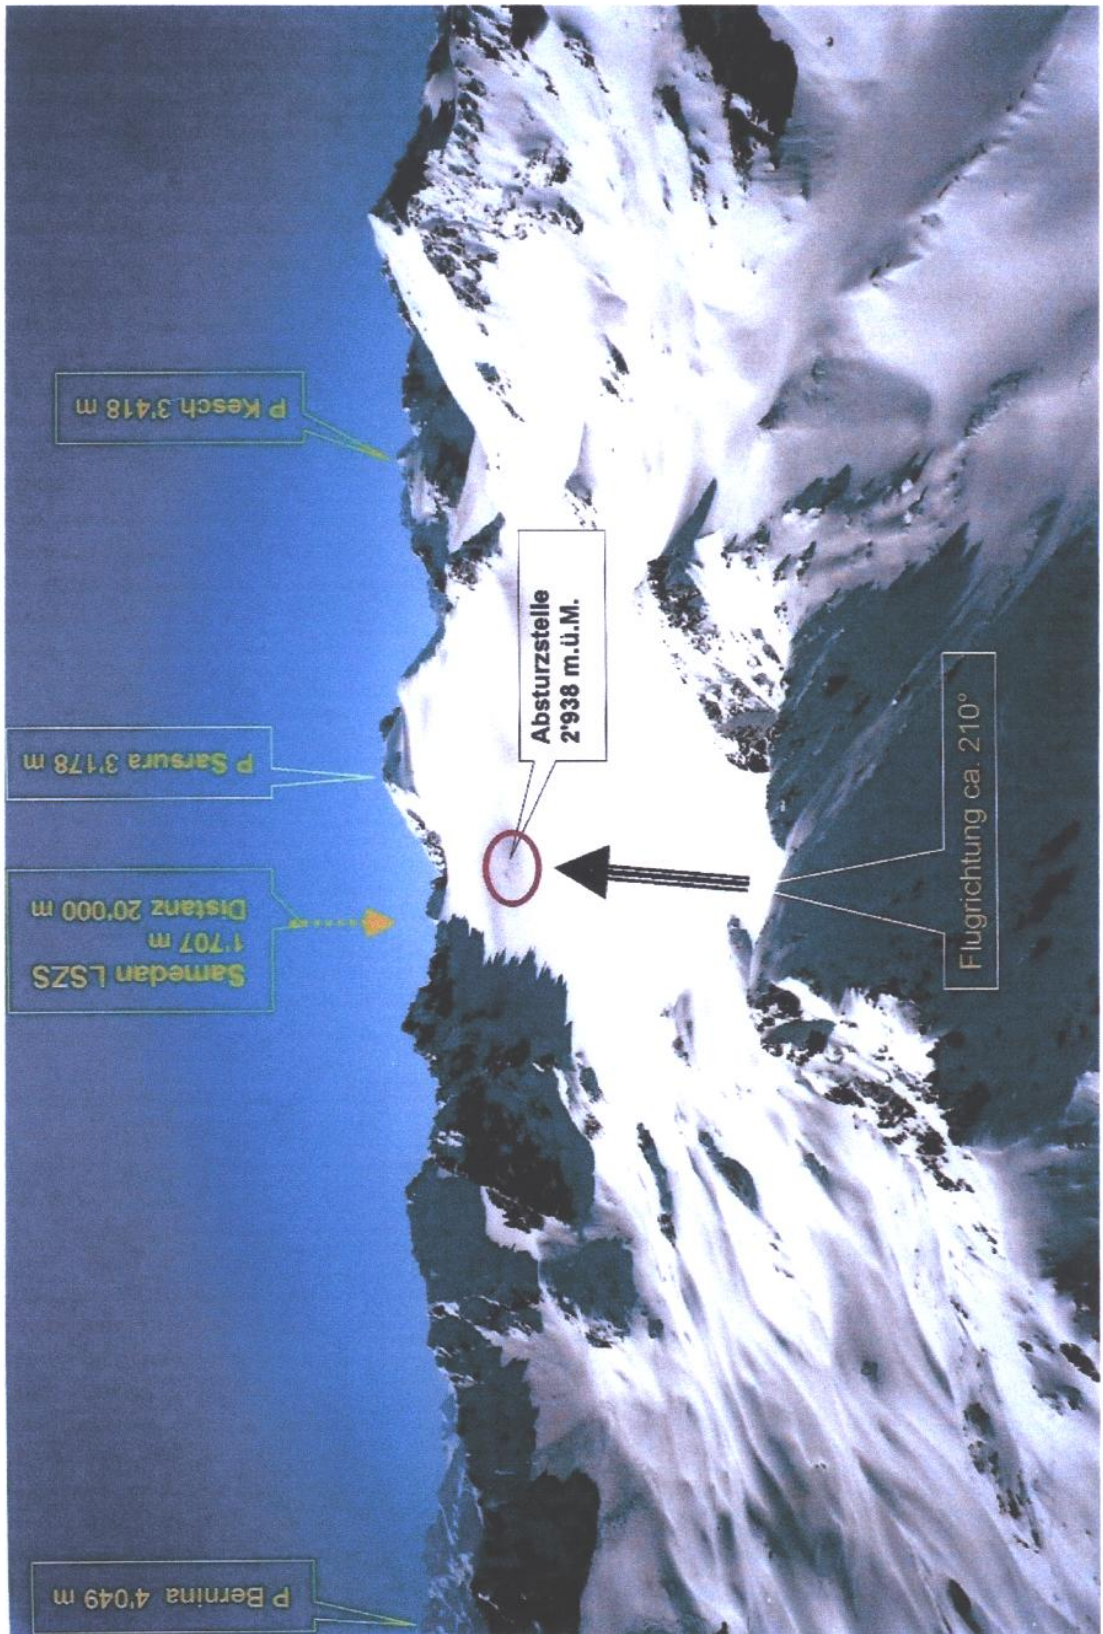 P Kesch 3'418 m
P Sarsura 3'178 m
Samedan LSZS
1'707 m
Distanz 20'000 m
P Bernina 4'049 m
Absturzstelle
2'938 m.ü.M.
Flugrichtung ca. 210°